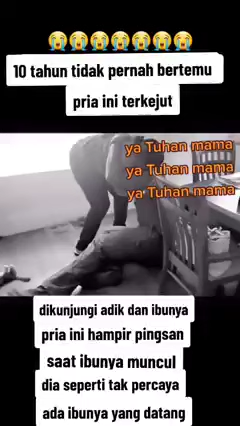 😭😭😭😭😭😭😭
10 tahun tidak pernah bertemu
pria ini terkejut
ya Tuhan mama
ya Tuhan mama
ya Tuhan mama
dikunjungi adik dan ibunya
pria ini hampir pingsan
saat ibunya muncul
dia seperti tak percaya
ada ibunya yang datang